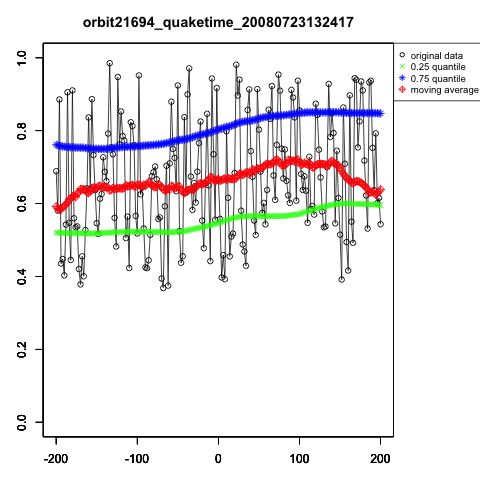 orbit21694_quaketime_20080723132417
original data
0.25 quantile
0.75 quantile
moving average
1.0
0.8
0.6
0.4
0.2
0.0
-200 -100 0 100 200